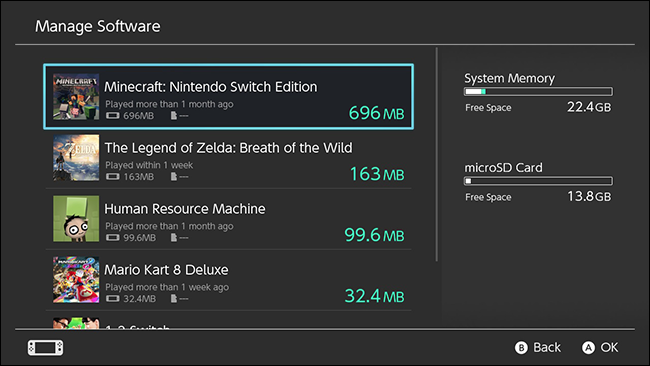 Manage Software
MINECRAFT
Minecraft: Nintendo Switch Edition
Played more than 1 month ago
696MB ---
696 MB
ZELDA
The Legend of Zelda: Breath of the Wild
Played within 1 week
163MB ---
163 MB
Human Resource Machine
Played more than 1 month ago
99.6MB ---
99.6 MB
Mario Kart 8 Deluxe
Played more than 1 week ago
32.4MB ---
32.4 MB
1-2-Switch
System Memory
Free Space 22.4 GB
microSD Card
Free Space 13.8 GB
B Back
A OK